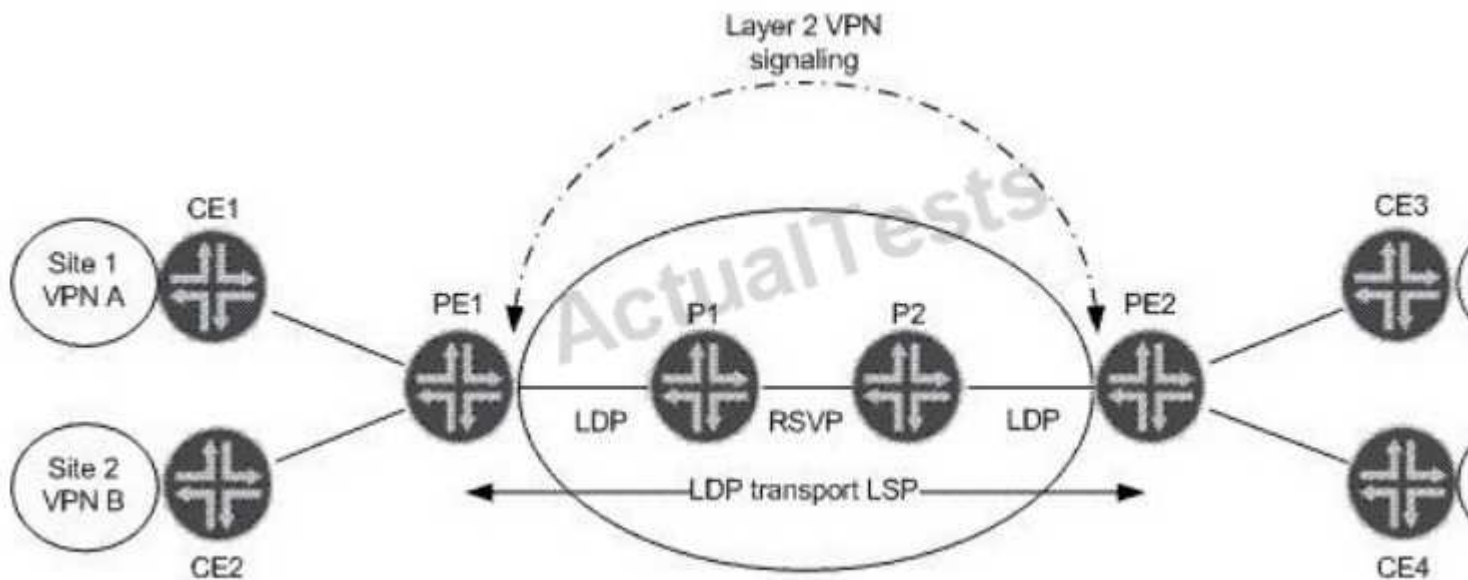 Layer 2 VPN
signaling
ActualTests
CE1
Site 1
VPN A
PE1
P1
P2
PE2
CE3
LDP
RSVP
LDP
LDP transport LSP
Site 2
VPN B
CE2
CE4